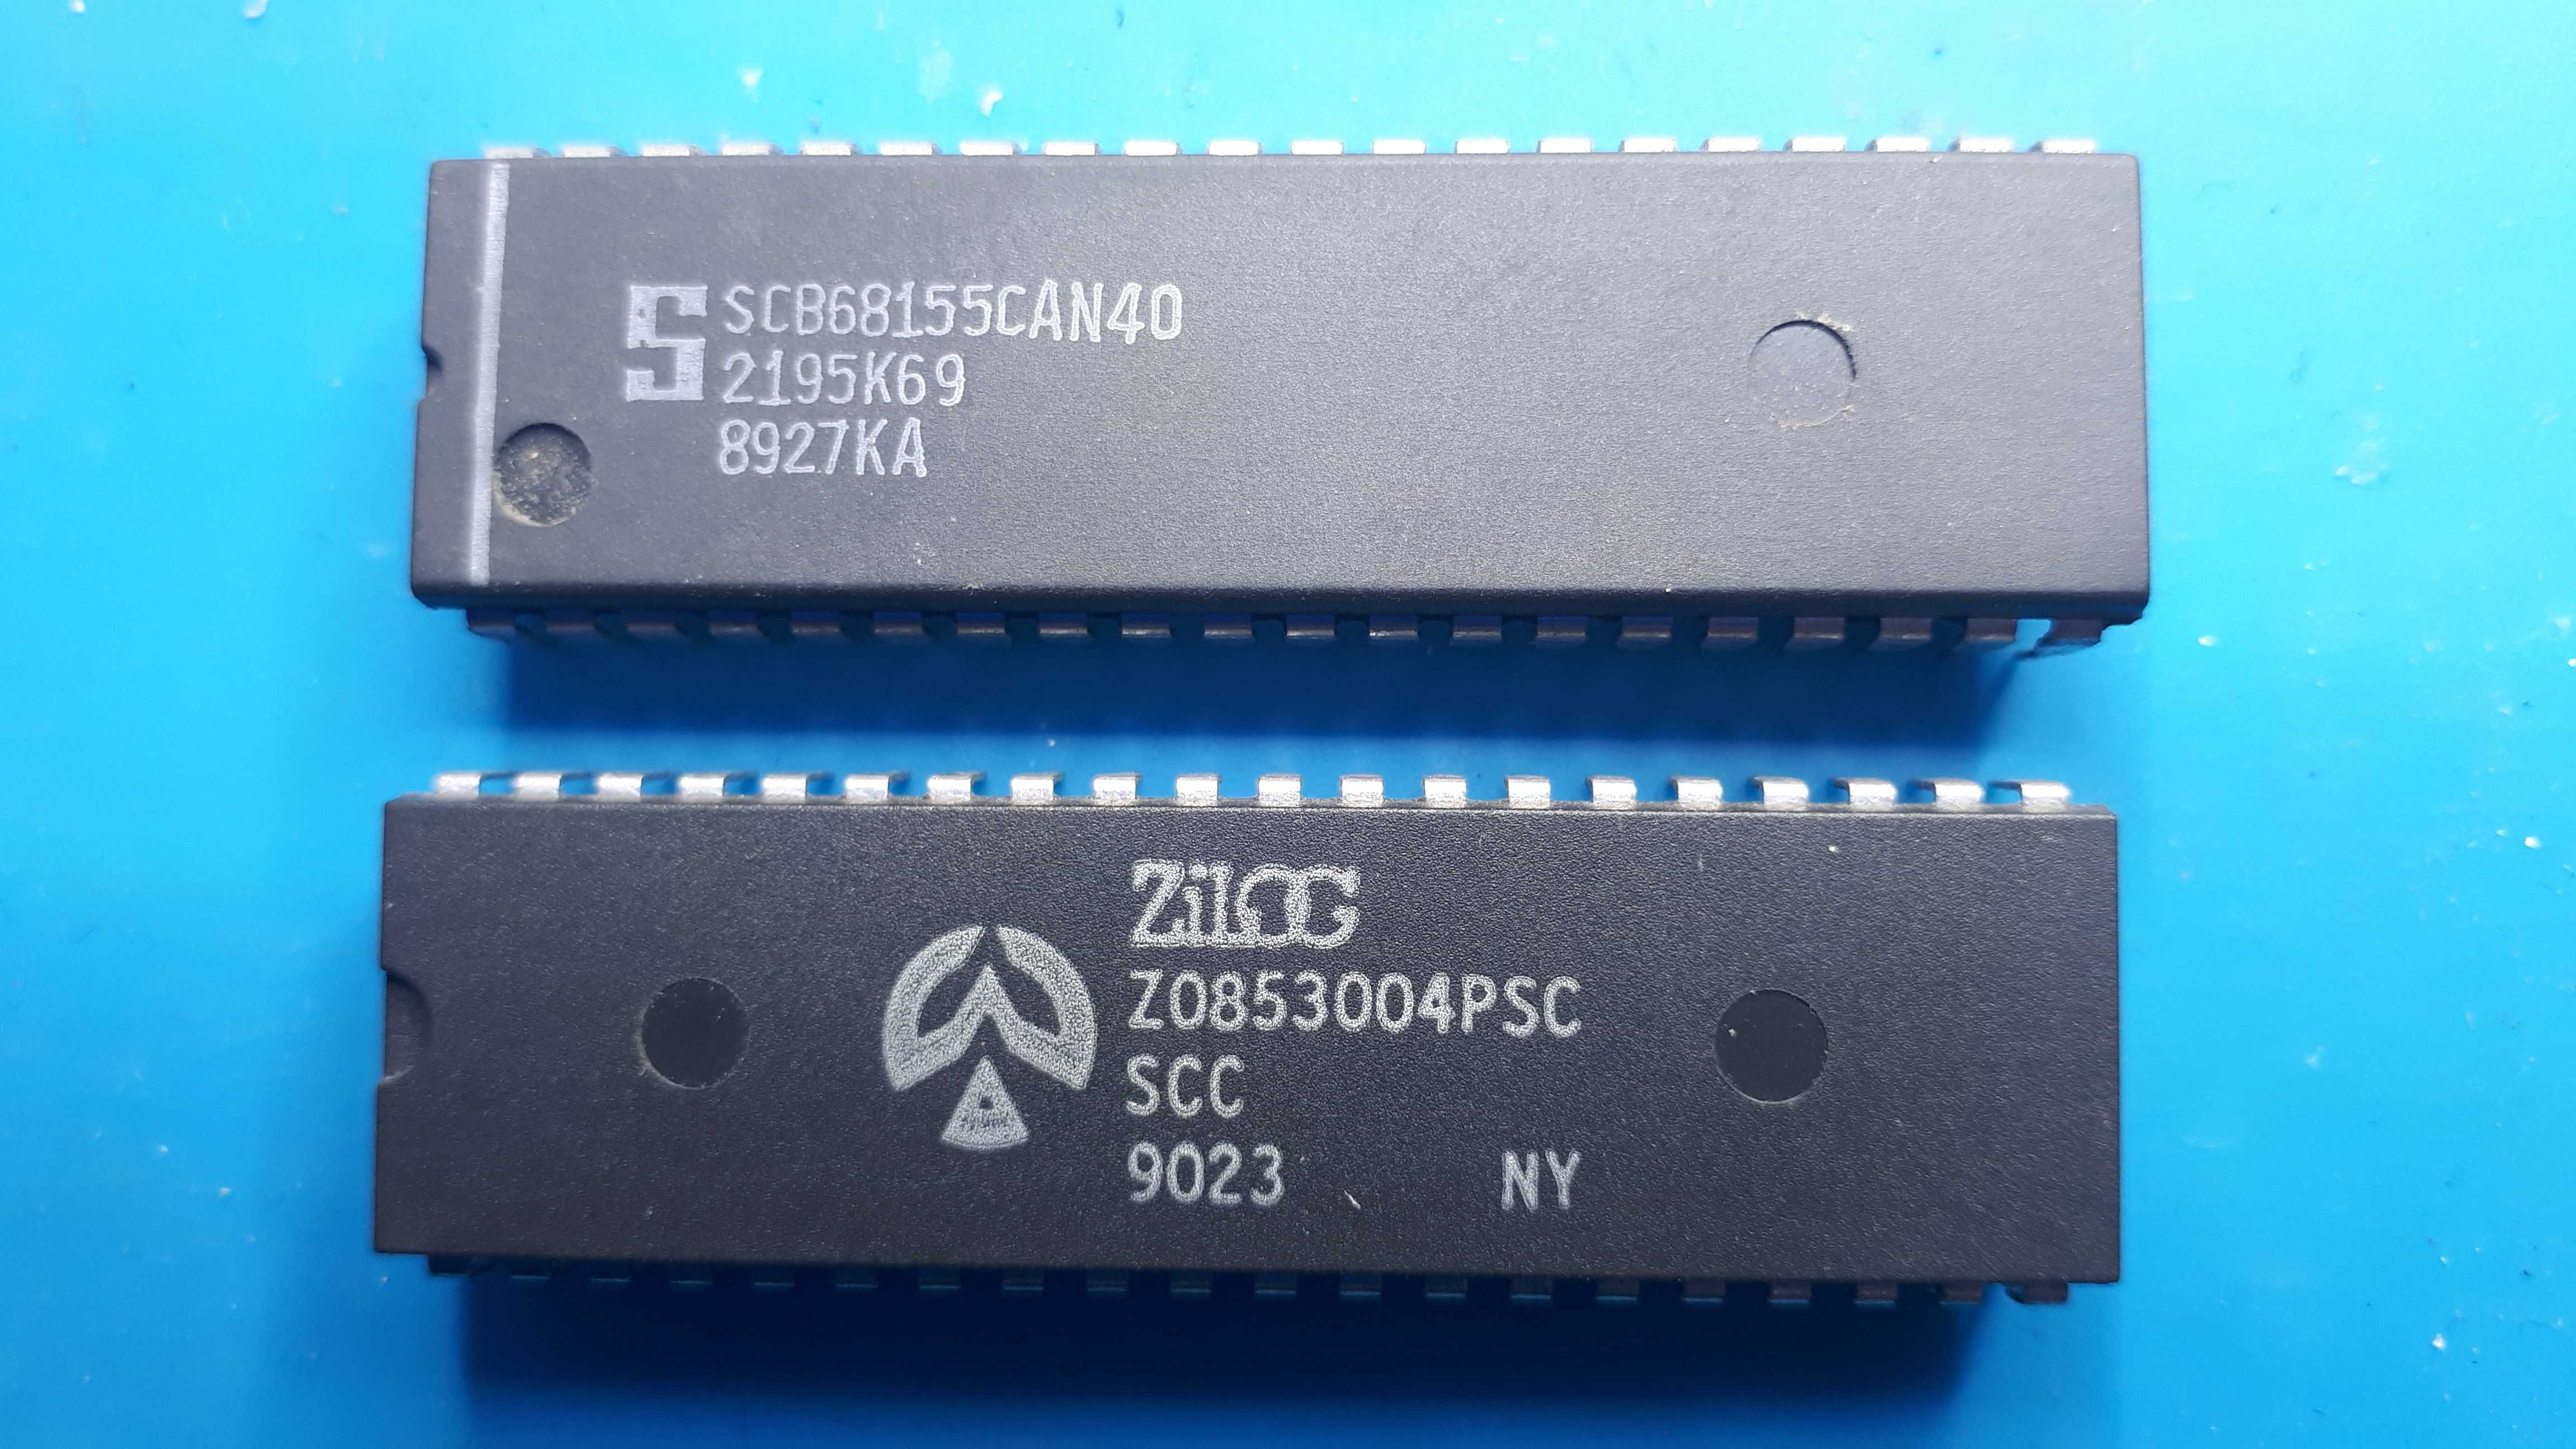 S SCB68155CAN40
2195K69
8927KA
ZiLOG
Z0853004PSC
SCC
9023 NY